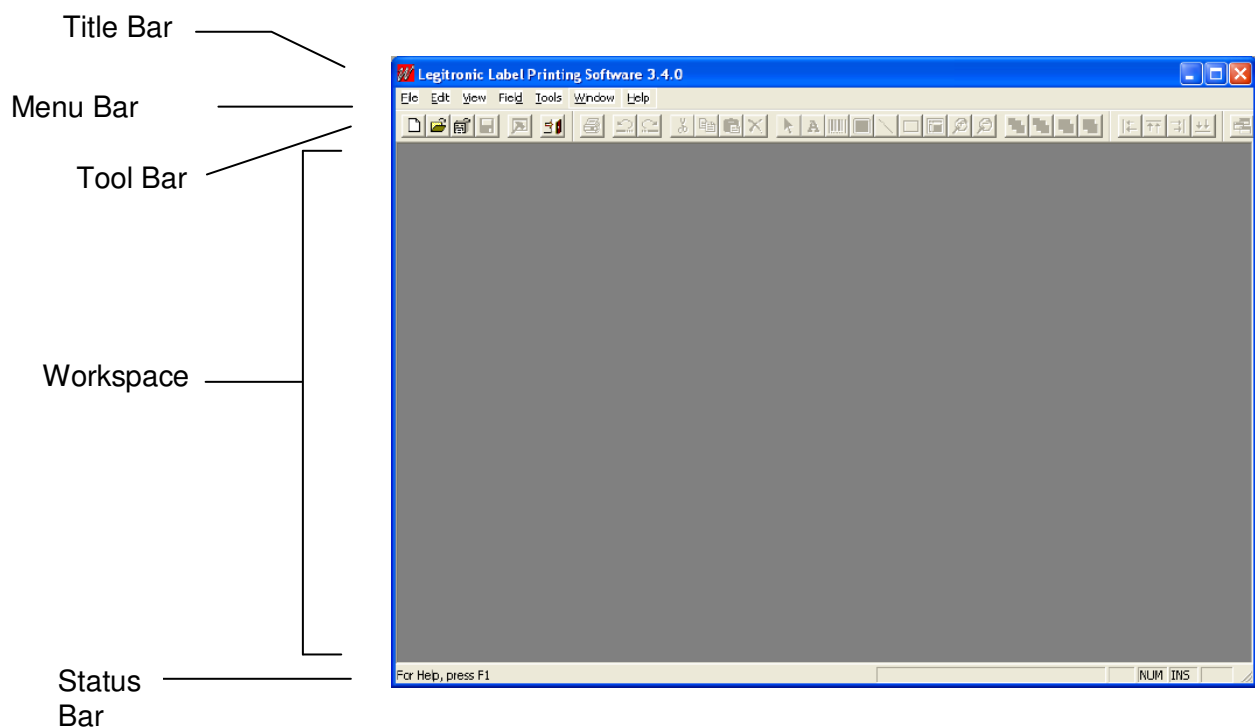 Title Bar
Legitronic Label Printing Software 3.4.0
Menu Bar
File Edit View Field Tools Window Help
Tool Bar
Workspace
Status
Bar
For Help, press F1
NUM INS